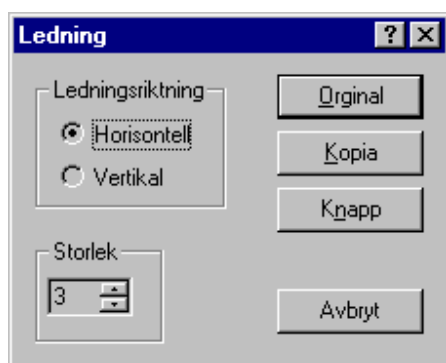 Ledning
Ledningsriktning
Horisontell
Vertikal
Storlek
3
Orginal
Kopia
Knapp
Avbryt